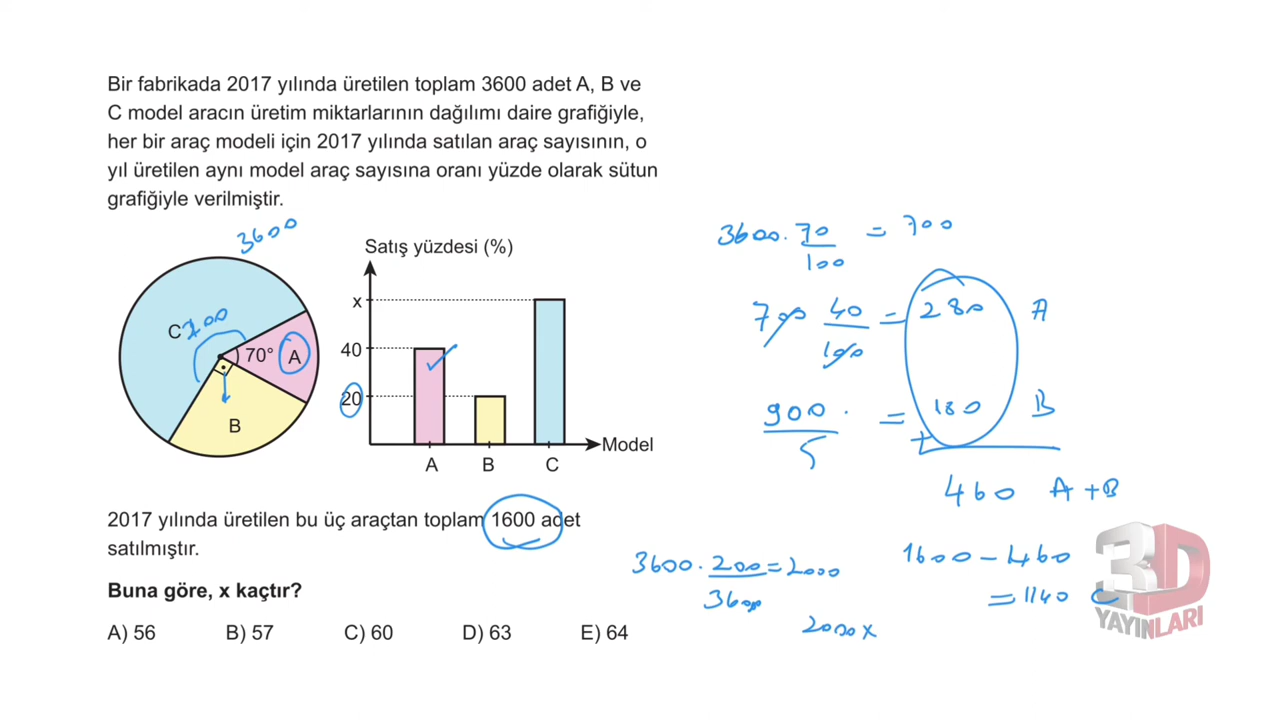 Bir fabrikada 2017 yılında üretilen toplam 3600 adet A, B ve
C model aracın üretim miktarlarının dağılımı daire grafiğiyle,
her bir araç modeli için 2017 yılında satılan araç sayısının, o
yıl üretilen aynı model araç sayısına oranı yüzde olarak sütun
grafiğiyle verilmiştir.
3600
C
200
70°
A
B
Satış yüzdesi (%)
x
40
20
Model
A B C
2017 yılında üretilen bu üç araçtan toplam 1600 adet
satılmıştır.
Buna göre, x kaçtır?
A) 56 B) 57 C) 60 D) 63 E) 64
3600. 70/100 = 700
700 40/100 = 280 A
900. / 5 = 180 B
+
460 A+B
1600 - 460
= 1140 C
3600. 200/360 = 2000
2000x
3D
YAYINLARI